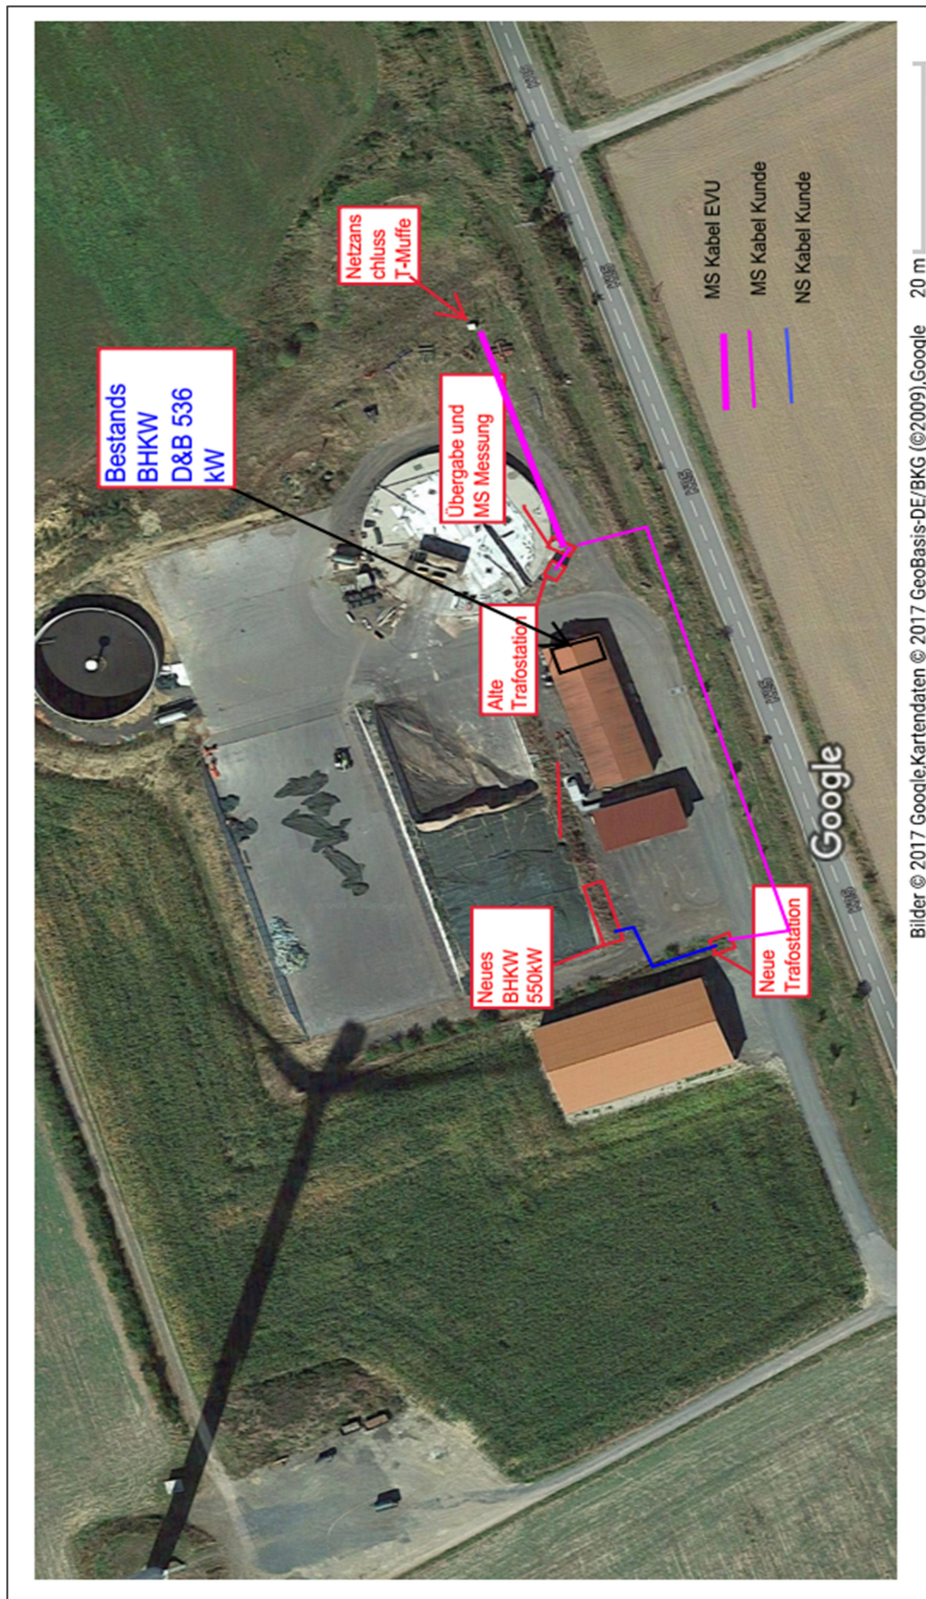 Netzans
chluss
T-Muffe
Bestands
BHKW
D&B 536
kW
Übergabe und
MS Messung
Alte
Trafostation
Neues
BHKW
550kW
Neue
Trafostation
MS Kabel EVU
MS Kabel Kunde
NS Kabel Kunde
Google
Bilder © 2017 Google,Kartendaten © 2017 GeoBasis-DE/BKG (©2009),Google 20 m